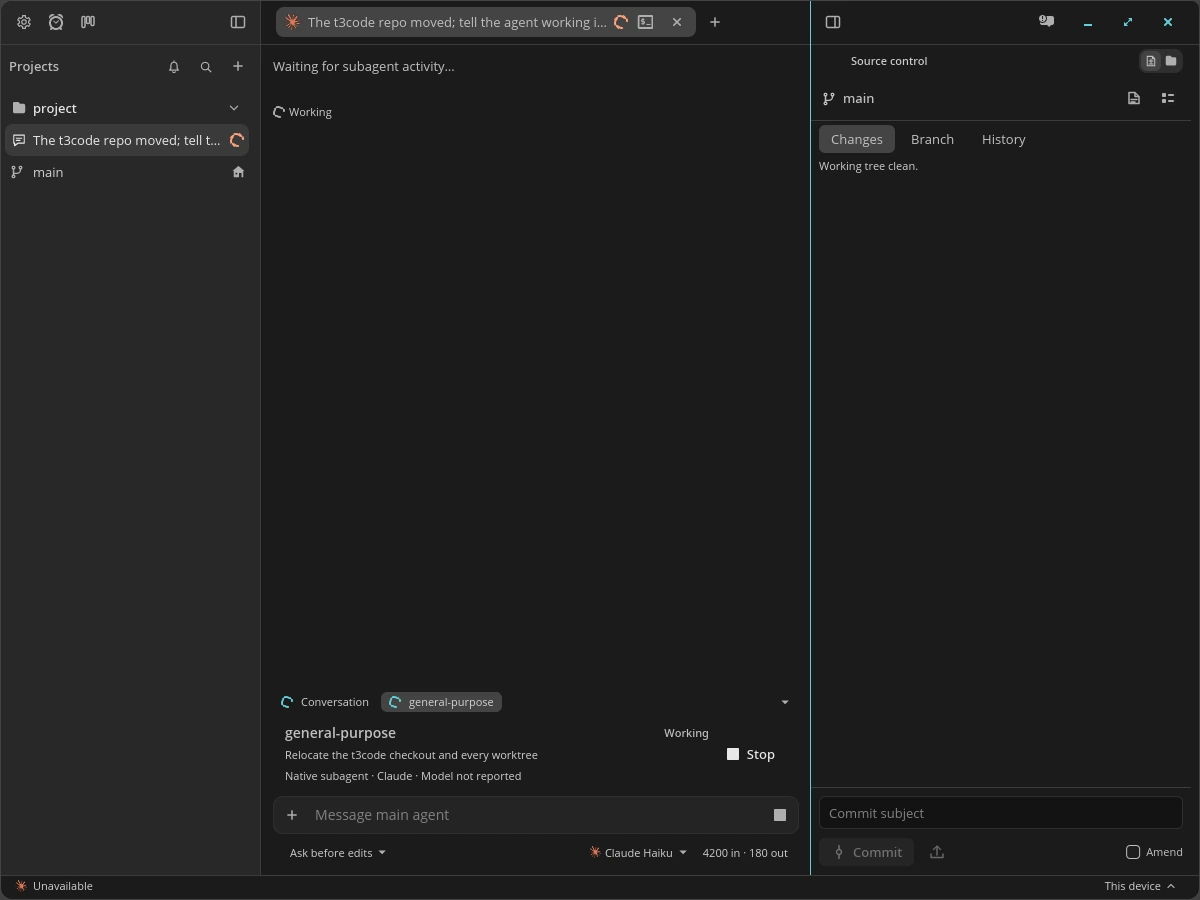 The t3code repo moved; tell the agent working i...
Projects
project
The t3code repo moved; tell t...
main
Waiting for subagent activity...
Working
Conversation
general-purpose
general-purpose
Working
Relocate the t3code checkout and every worktree
Stop
Native subagent · Claude · Model not reported
Message main agent
Ask before edits
Claude Haiku
4200 in · 180 out
Source control
main
Changes
Branch
History
Working tree clean.
Commit subject
Commit
Amend
Unavailable
This device